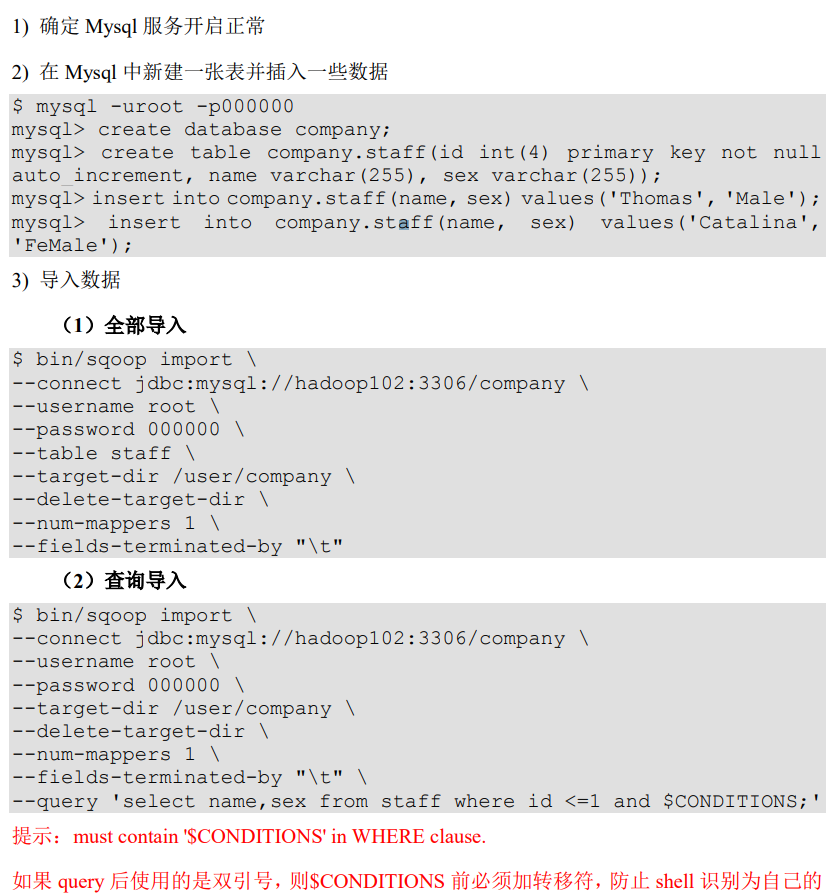 1) 确定 Mysql 服务开启正常
2) 在 Mysql 中新建一张表并插入一些数据
$ mysql -uroot -p000000
mysql> create database company;
mysql> create table company.staff(id int(4) primary key not null
auto_increment, name varchar(255), sex varchar(255));
mysql> insert into company.staff(name, sex) values('Thomas', 'Male');
mysql> insert into company.staff(name, sex) values('Catalina',
'FeMale');
3) 导入数据
（1）全部导入
$ bin/sqoop import \
--connect jdbc:mysql://hadoop102:3306/company \
--username root \
--password 000000 \
--table staff \
--target-dir /user/company \
--delete-target-dir \
--num-mappers 1 \
--fields-terminated-by "\t"
（2）查询导入
$ bin/sqoop import \
--connect jdbc:mysql://hadoop102:3306/company \
--username root \
--password 000000 \
--target-dir /user/company \
--delete-target-dir \
--num-mappers 1 \
--fields-terminated-by "\t" \
--query 'select name,sex from staff where id <=1 and $CONDITIONS;'
提示：must contain '$CONDITIONS' in WHERE clause.
如果 query 后使用的是双引号，则$CONDITIONS 前必须加转移符，防止 shell 识别为自己的